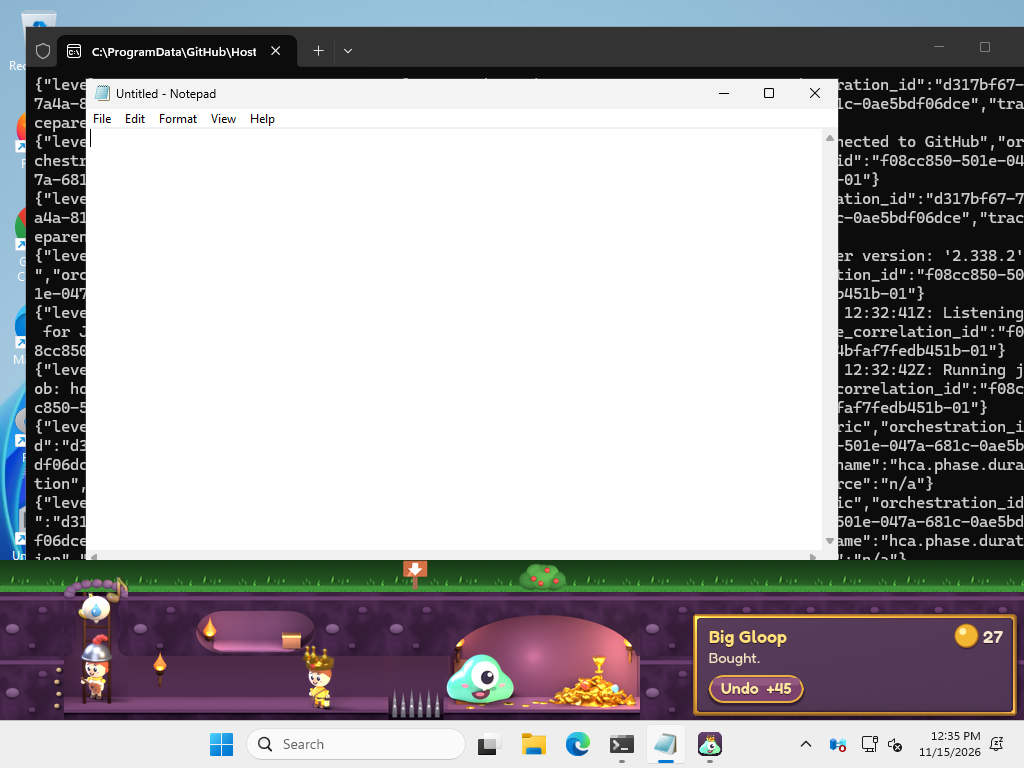 C:\ProgramData\GitHub\Host
{"leve
ration_id":"d317bf67-
7a4a-8
1c-0ae5bdf06dce","trac
cepare
{"leve
nected to GitHub","or
chestr
id":"f08cc850-501e-04
7a-681
-01"}
{"leve
ation_id":"d317bf67-7
a4a-81
c-0ae5bdf06dce","trac
eparen
{"leve
er version: '2.338.2'
","orc
tion_id":"f08cc850-50
1e-047
b451b-01"}
{"leve
12:32:41Z: Listening
for J
e_correlation_id":"f0
8cc850
4bfaf7fedb451b-01"}
{"leve
12:32:42Z: Running j
ob: ho
correlation_id":"f08c
c850-5
faf7fedb451b-01"}
{"leve
ric","orchestration_i
d":"d3
-501e-047a-681c-0ae5b
df06dc
name":"hca.phase.dura
tion",
rce":"n/a"}
{"leve
ic","orchestration_id
":"d31
501e-047a-681c-0ae5bd
f06dce
me":"hca.phase.durat
ion"
":"n/a"}
Untitled - Notepad
File Edit Format View Help
Big Gloop
27
Bought.
Undo +45
Search
12:35 PM
11/15/2026